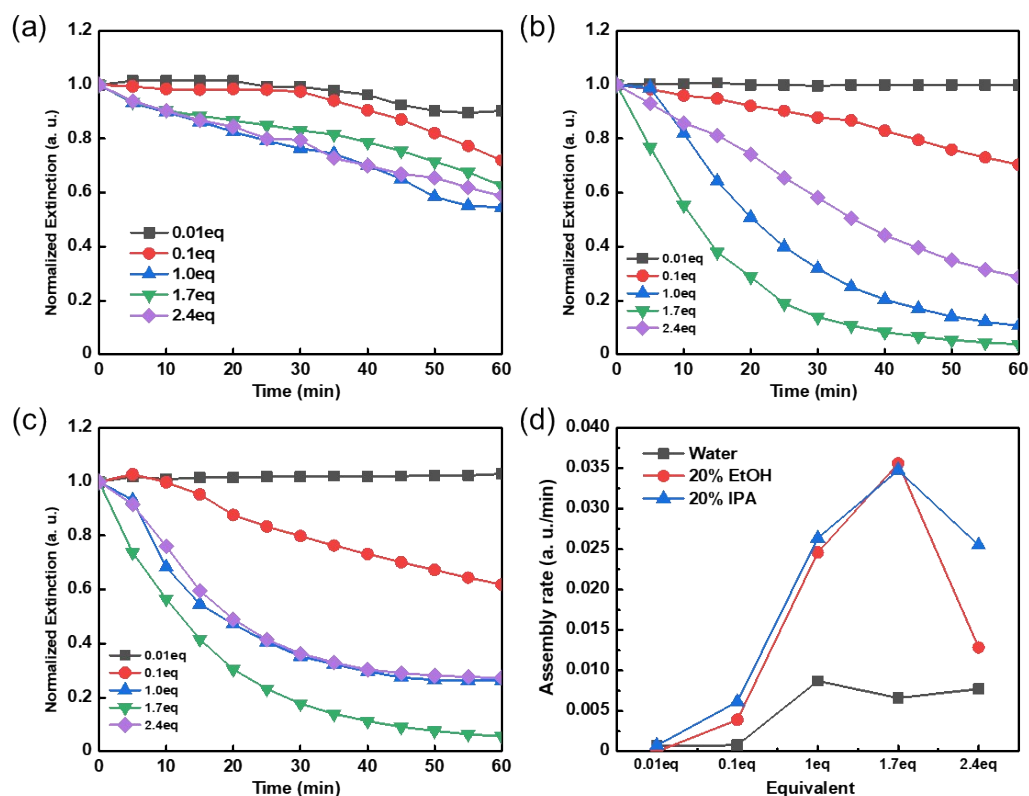 (a)
1.2
1.0
0.8
0.6
0.4
0.2
0
Normalized Extinction (a. u.)
0.01eq
0.1eq
1.0eq
1.7eq
2.4eq
0 10 20 30 40 50 60
Time (min)
(b)
1.2
1.0
0.8
0.6
0.4
0.2
0
Normalized Extinction (a. u.)
0.01eq
0.1eq
1.0eq
1.7eq
2.4eq
0 10 20 30 40 50 60
Time (min)
(c)
1.2
1.0
0.8
0.6
0.4
0.2
0
Normalized Extinction (a. u.)
0.01eq
0.1eq
1.0eq
1.7eq
2.4eq
0 10 20 30 40 50 60
Time (min)
(d)
0.040
0.035
0.030
0.025
0.020
0.015
0.010
0.005
0
Assembly rate (a. u./min)
Water
20% EtOH
20% IPA
0.01eq 0.1eq 1eq 1.7eq 2.4eq
Equivalent